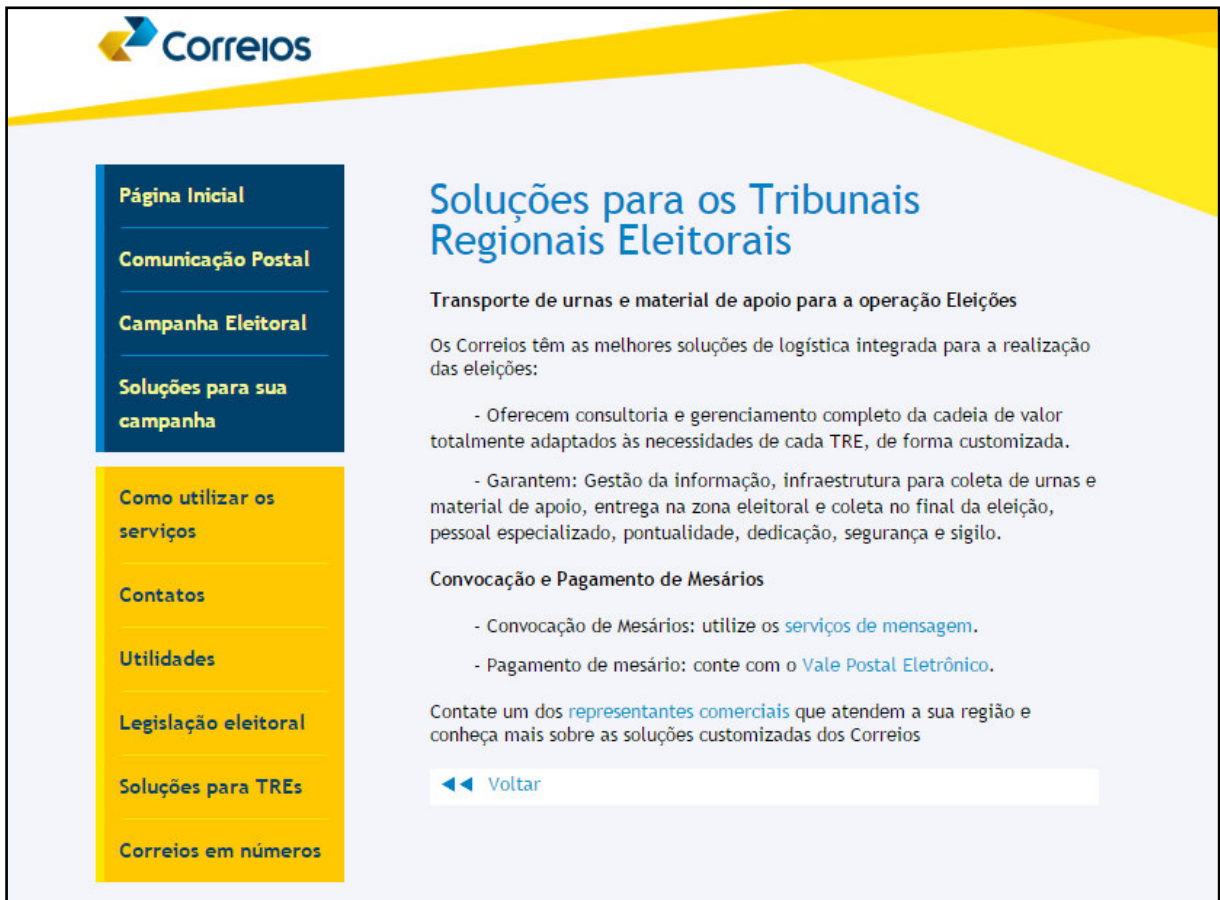 Correios
Página Inicial
Comunicação Postal
Campanha Eleitoral
Soluções para sua
campanha
Como utilizar os
serviços
Contatos
Utilidades
Legislação eleitoral
Soluções para TREs
Correios em números
Soluções para os Tribunais
Regionais Eleitorais
Transporte de urnas e material de apoio para a operação Eleições
Os Correios têm as melhores soluções de logística integrada para a realização
das eleições:
- Oferecem consultoria e gerenciamento completo da cadeia de valor
totalmente adaptados às necessidades de cada TRE, de forma customizada.
- Garantem: Gestão da informação, infraestrutura para coleta de urnas e
material de apoio, entrega na zona eleitoral e coleta no final da eleição,
pessoal especializado, pontualidade, dedicação, segurança e sigilo.
Convocação e Pagamento de Mesários
- Convocação de Mesários: utilize os serviços de mensagem.
- Pagamento de mesário: conte com o Vale Postal Eletrônico.
Contate um dos representantes comerciais que atendem a sua região e
conheça mais sobre as soluções customizadas dos Correios
Voltar